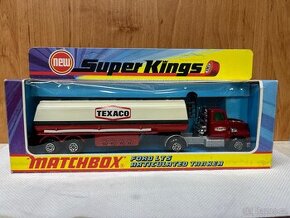 new
Super Kings
TEXACO
MATCHBOX
FORD LTS
ARTICULATED TANKER